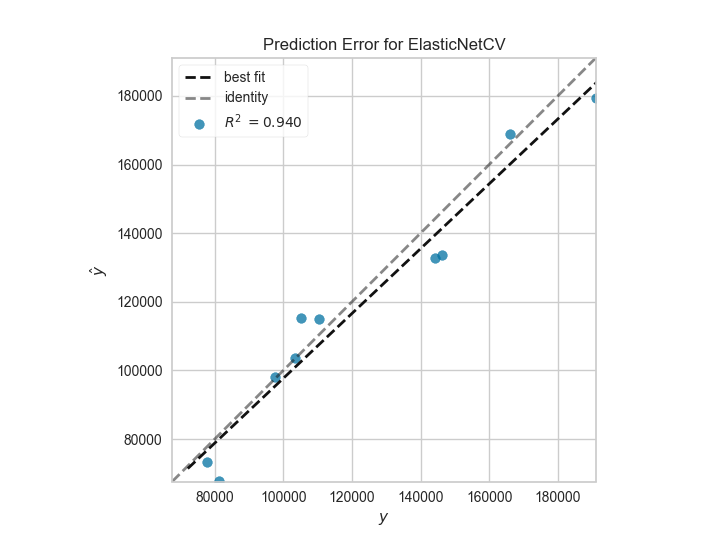 Prediction Error for ElasticNetCV
best fit
identity
R² = 0.940
180000
160000
140000
120000
100000
80000
ŷ
80000 100000 120000 140000 160000 180000
y